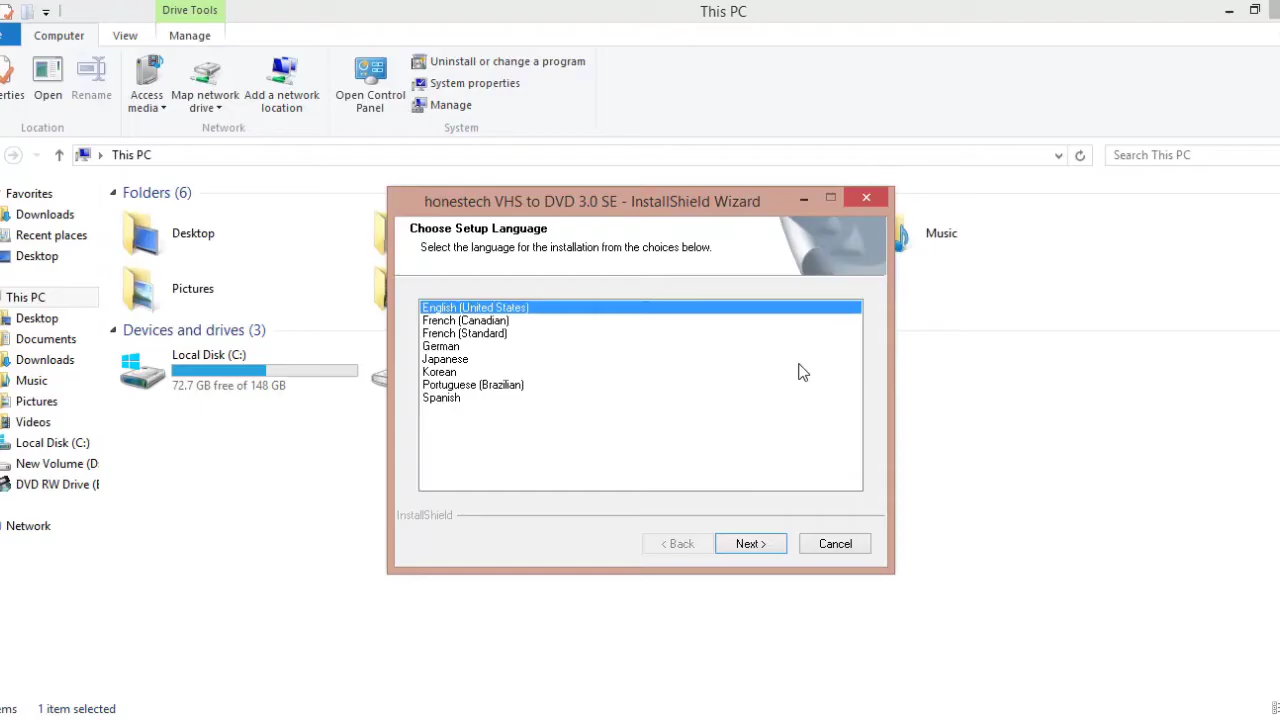 Drive Tools
This PC
Computer
View
Manage
erties
Open
Rename
Access media
Map network drive
Add a network location
Open Control Panel
Uninstall or change a program
System properties
Manage
Location
Network
System
This PC
Search This PC
Favorites
Downloads
Recent places
Desktop
This PC
Desktop
Documents
Downloads
Music
Pictures
Videos
Local Disk (C:)
New Volume (D:
DVD RW Drive (E
Network
Folders (6)
Desktop
Music
Pictures
Devices and drives (3)
Local Disk (C:)
72.7 GB free of 148 GB
honestech VHS to DVD 3.0 SE - InstallShield Wizard
Choose Setup Language
Select the language for the installation from the choices below.
English (United States)
French (Canadian)
French (Standard)
German
Japanese
Korean
Portuguese (Brazilian)
Spanish
InstallShield
< Back
Next >
Cancel
ems
1 item selected